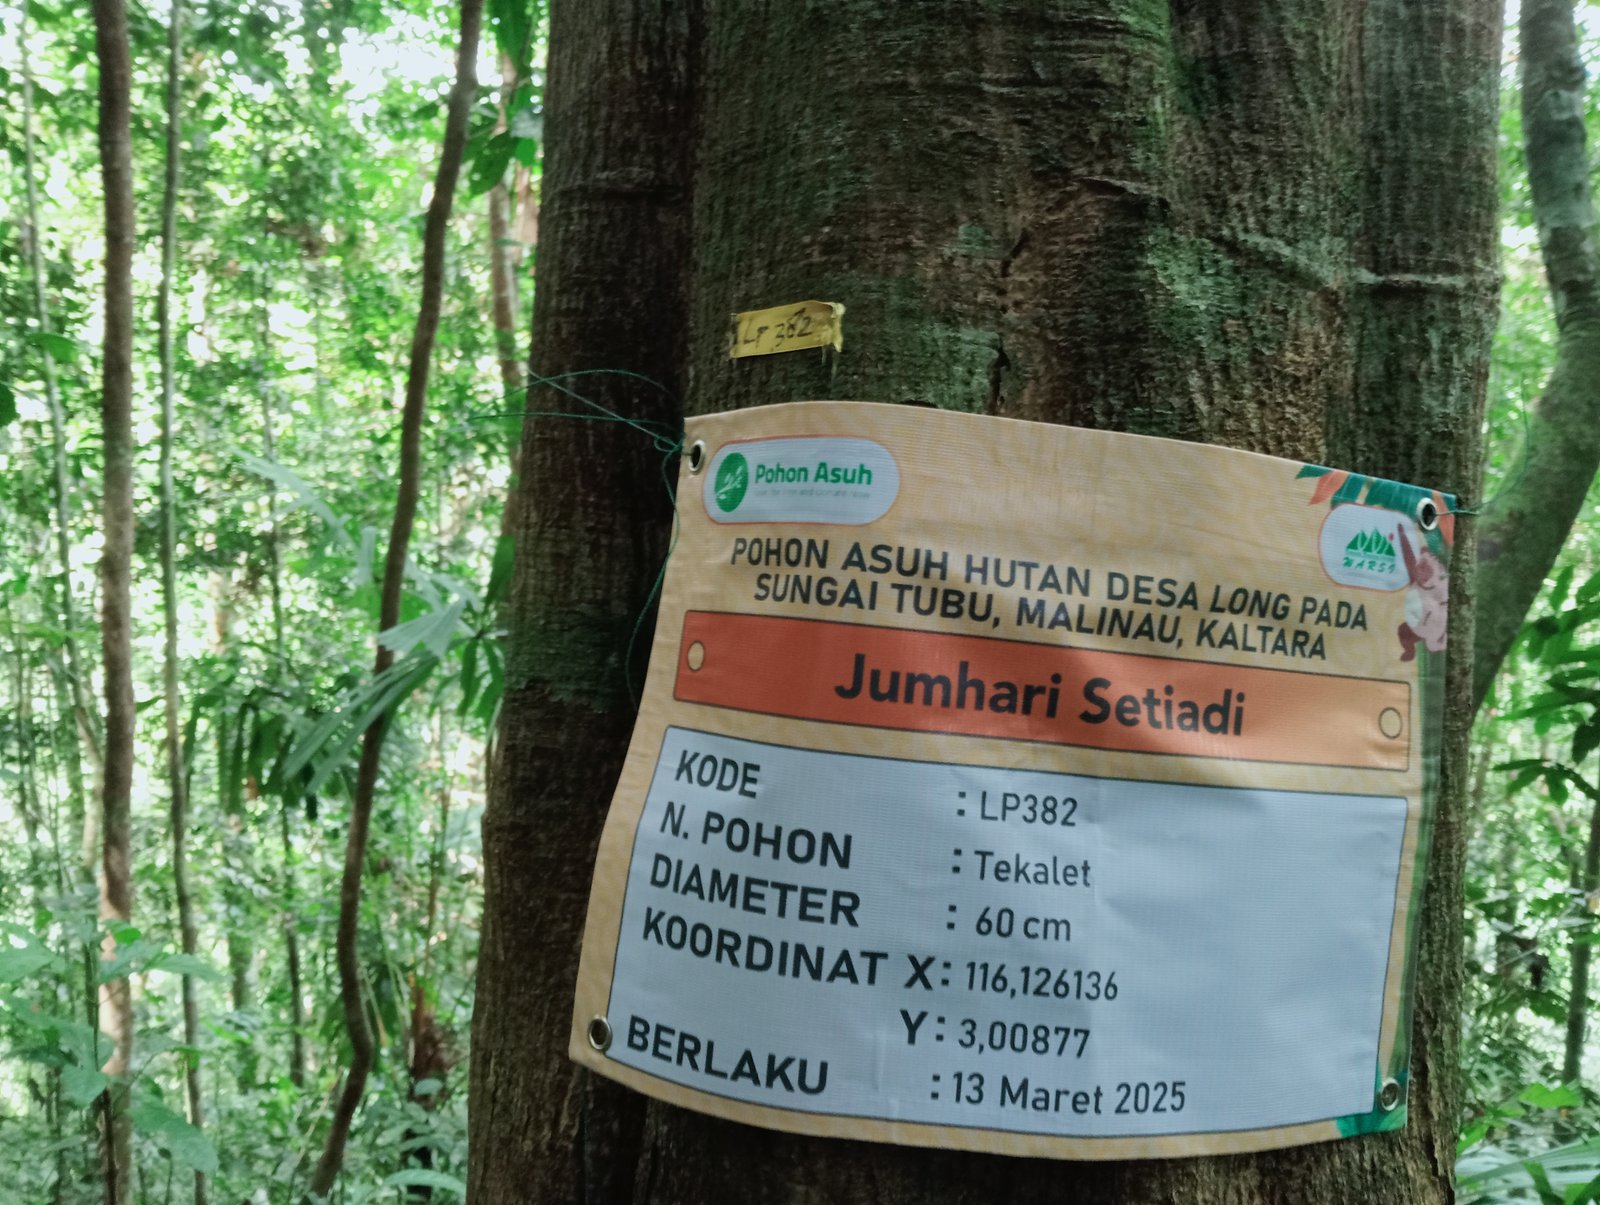 LP 382
Pohon Asuh
WARSI
POHON ASUH HUTAN DESA LONG PADA
SUNGAI TUBU, MALINAU, KALTARA
Jumhari Setiadi
KODE : LP382
N. POHON : Tekalet
DIAMETER : 60 cm
KOORDINAT X : 116,126136
Y : 3,00877
BERLAKU : 13 Maret 2025